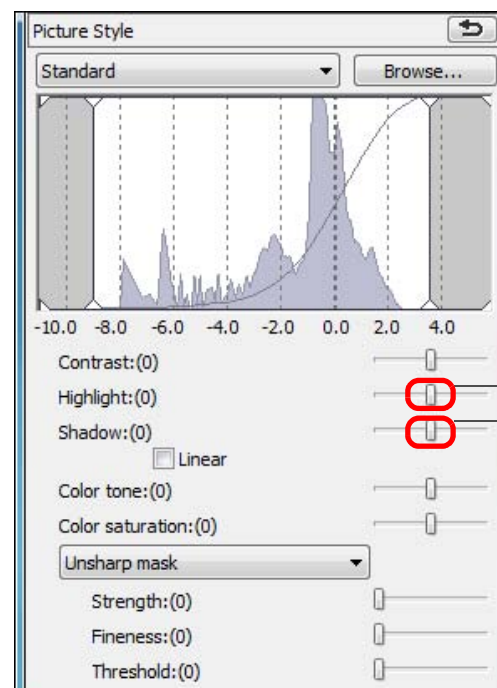 Picture Style
Standard Browse...
-10.0 -8.0 -6.0 -4.0 -2.0 0.0 2.0 4.0
Contrast:(0)
Highlight:(0)
Shadow:(0)
Linear
Color tone:(0)
Color saturation:(0)
Unsharp mask
Strength:(0)
Fineness:(0)
Threshold:(0)